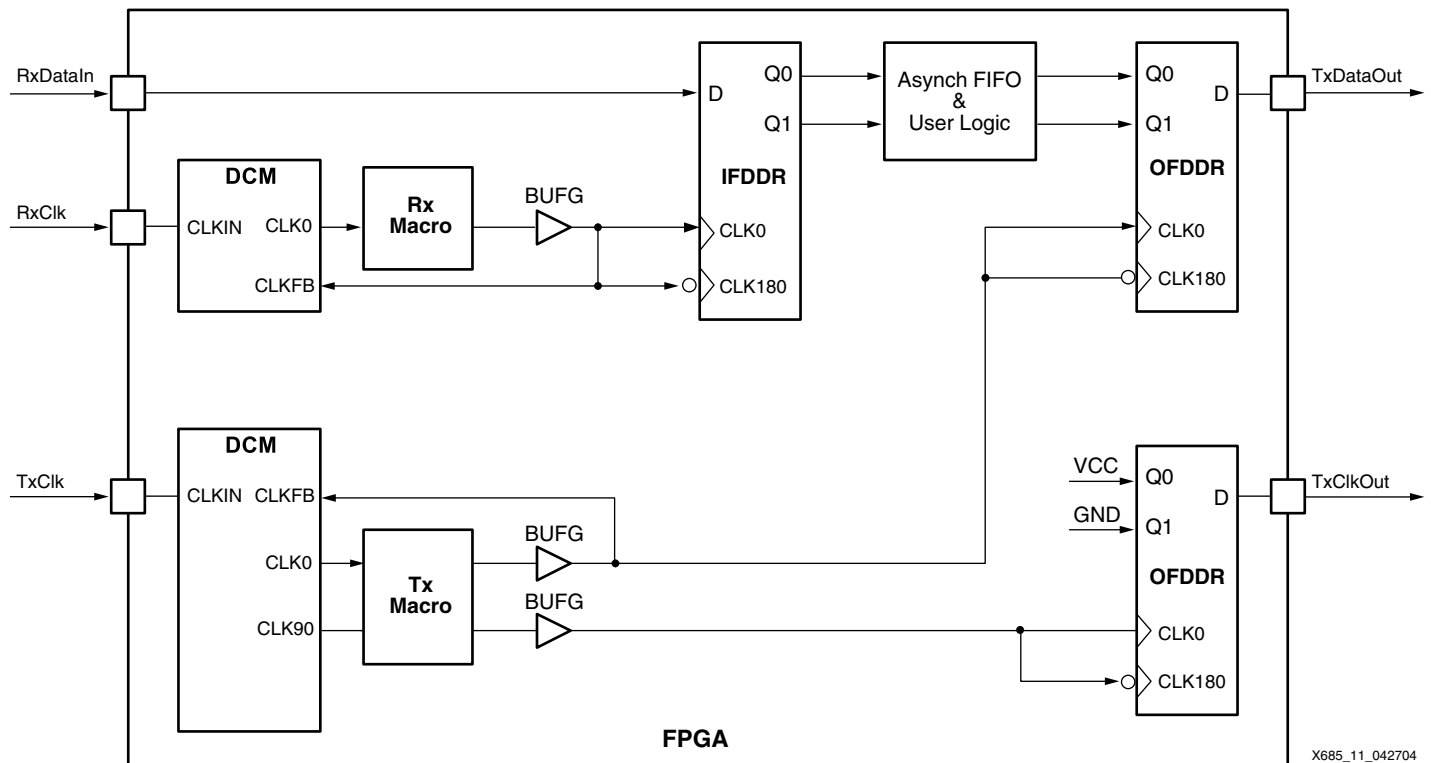 RxDataIn
D
Q0
Q1
IFDDR
CLK0
CLK180
Asynch FIFO
&
User Logic
Q0
Q1
D
OFDDR
CLK0
CLK180
TxDataOut
RxClk
DCM
CLKIN
CLK0
CLKFB
Rx
Macro
BUFG
TxClk
DCM
CLKIN
CLKFB
CLK0
CLK90
Tx
Macro
BUFG
BUFG
VCC
GND
Q0
Q1
D
OFDDR
CLK0
CLK180
TxClkOut
FPGA
X685_11_042704